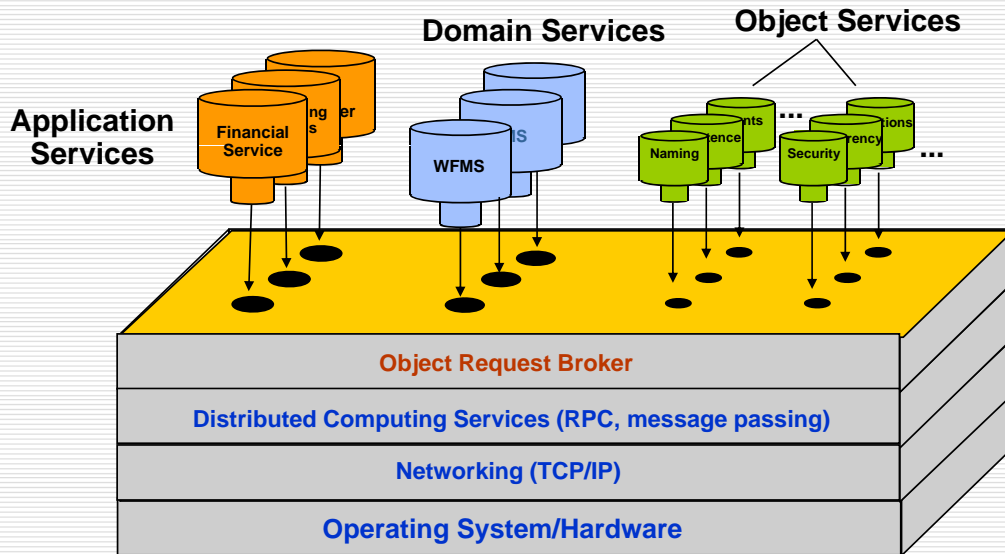 Object Services
Domain Services
Application
Services
Financial
Service
WFMS
Naming
Security
...
...
Object Request Broker
Distributed Computing Services (RPC, message passing)
Networking (TCP/IP)
Operating System/Hardware